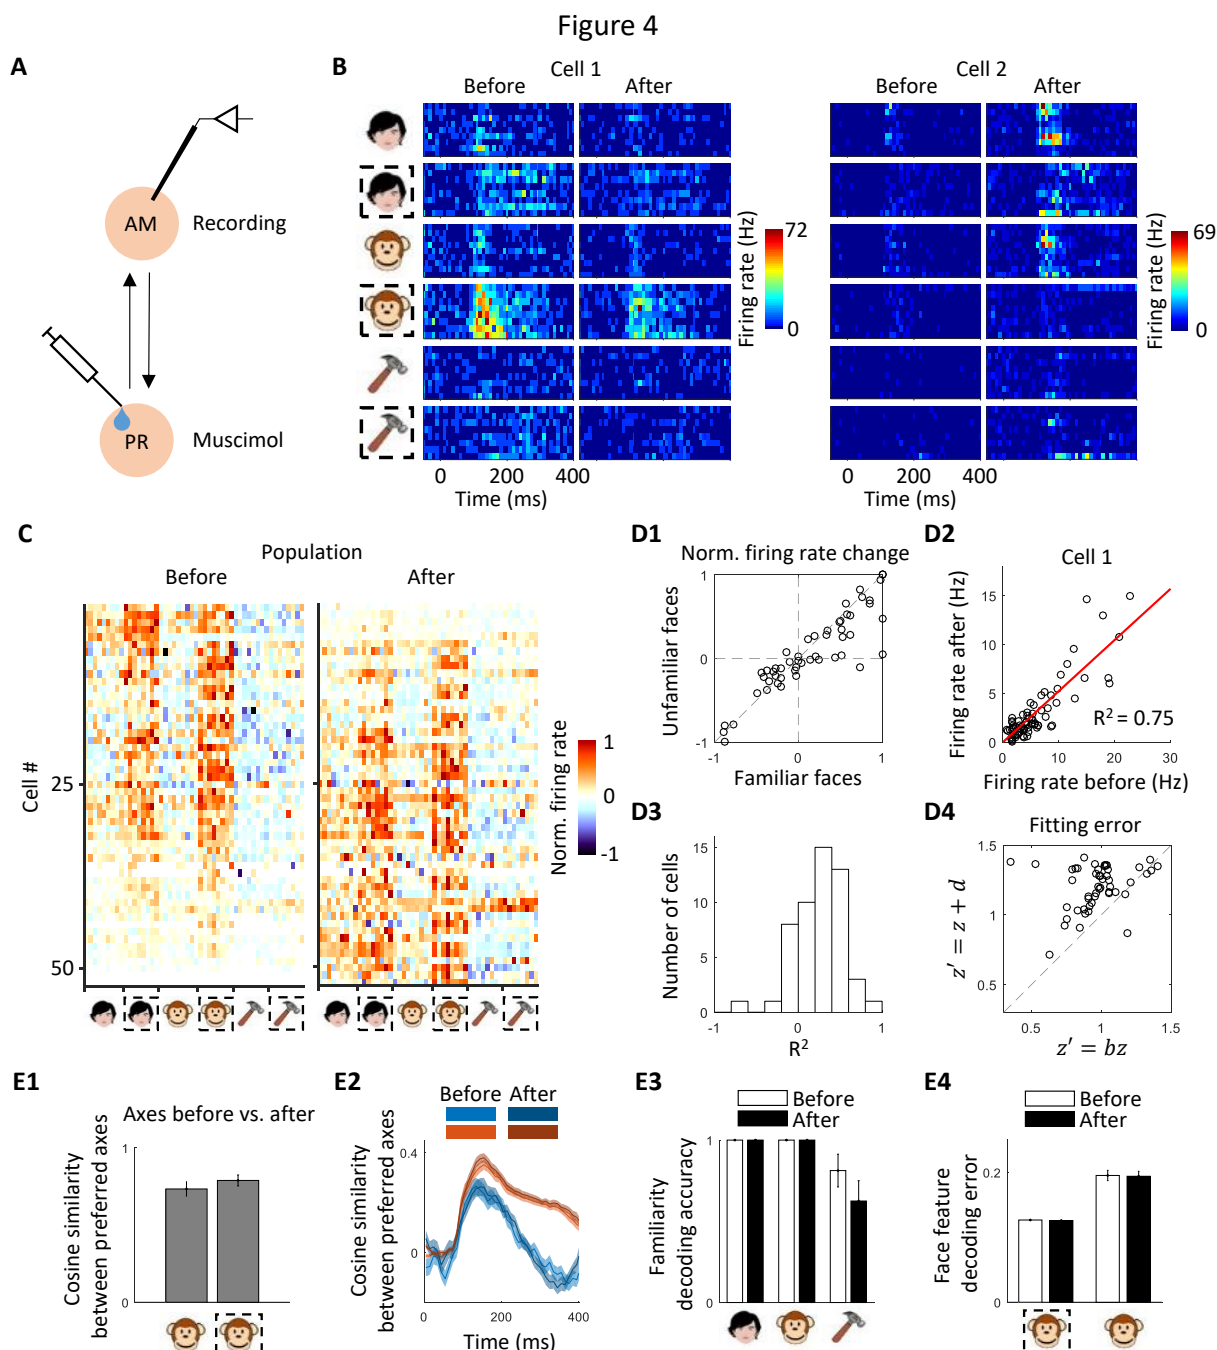 Figure 4
A
AM
Recording
PR
Muscimol
B
Cell 1
Before
After
Cell 2
Before
After
Firing rate (Hz)
72
0
Firing rate (Hz)
69
0
0
200
400
Time (ms)
0
200
400
Time (ms)
C
Population
Before
After
Cell #
25
50
Norm. firing rate
1
0
-1
D1
Norm. firing rate change
Unfamiliar faces
1
0
-1
-1
0
1
Familiar faces
D2
Cell 1
Firing rate after (Hz)
15
10
5
0
R² = 0.75
0
10
20
30
Firing rate before (Hz)
D3
Number of cells
15
10
5
0
-1
0
1
R²
D4
Fitting error
z' = z + d
1.5
1
0.5
0.5
1
1.5
z' = bz
E1
Axes before vs. after
Cosine similarity
between preferred axes
1
0
E2
Before
After
Cosine similarity
between preferred axes
0.4
0
0
200
400
Time (ms)
E3
Before
After
Familiarity
decoding accuracy
1
0
E4
Before
After
Face feature
decoding error
0.2
0